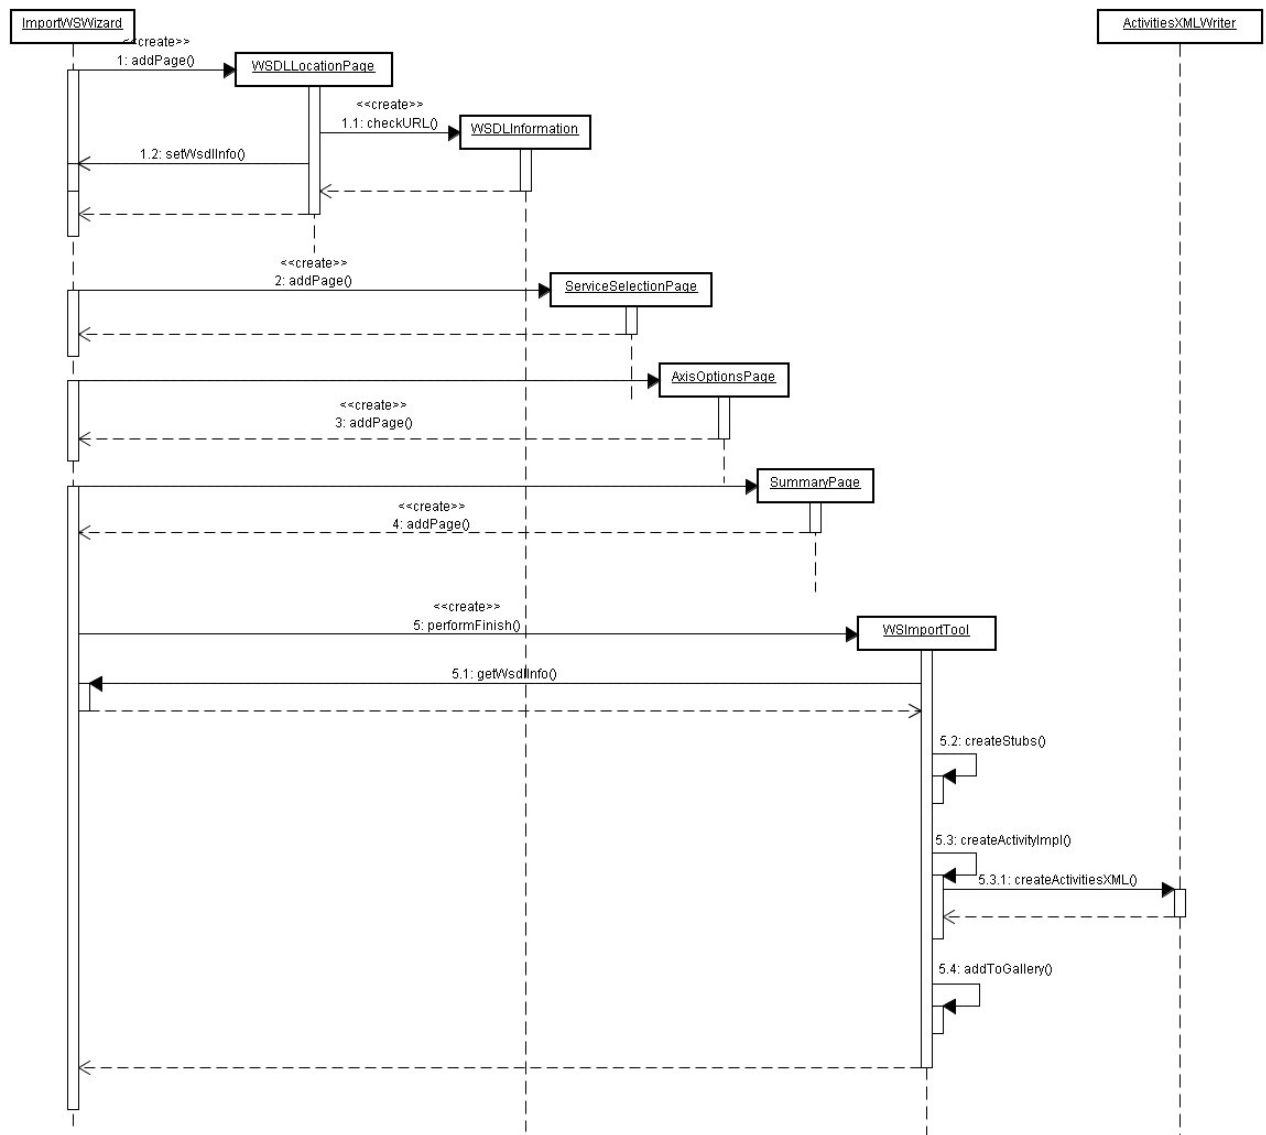 ImportWSWizard
ActivitiesXMLWriter
<<create>>
1: addPage()
WSDLLocationPage
<<create>>
1.1: checkURL()
WSDLInformation
1.2: setWsdlInfo()
<<create>>
2: addPage()
ServiceSelectionPage
AxisOptionsPage
<<create>>
3: addPage()
SummaryPage
<<create>>
4: addPage()
<<create>>
5: performFinish()
WSImportTool
5.1: getWsdlInfo()
5.2: createStubs()
5.3: createActivityImpl()
5.3.1: createActivitiesXML()
5.4: addToGallery()